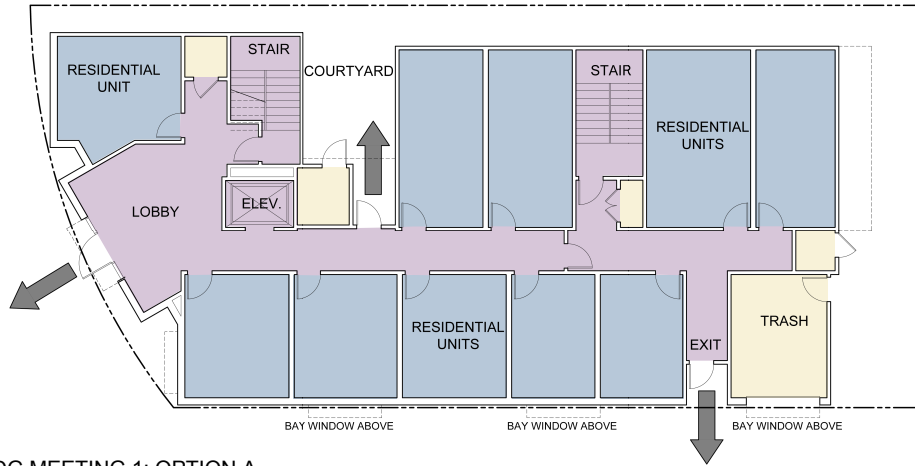 STAIR
RESIDENTIAL
UNIT
COURTYARD
STAIR
RESIDENTIAL
UNITS
ELEV.
LOBBY
RESIDENTIAL
UNITS
TRASH
EXIT
BAY WINDOW ABOVE
BAY WINDOW ABOVE
BAY WINDOW ABOVE
MEETING 1: OPTION A